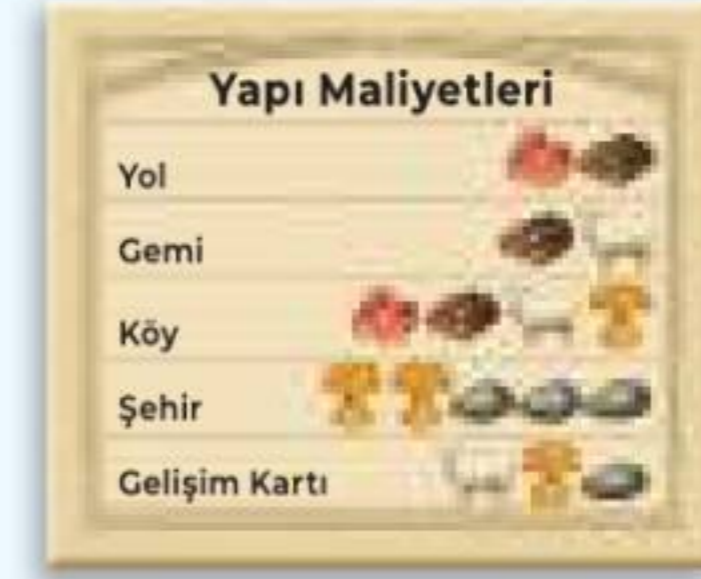 Yapı Maliyetleri
Yol
Gemi
Köy
Şehir
Gelişim Kartı